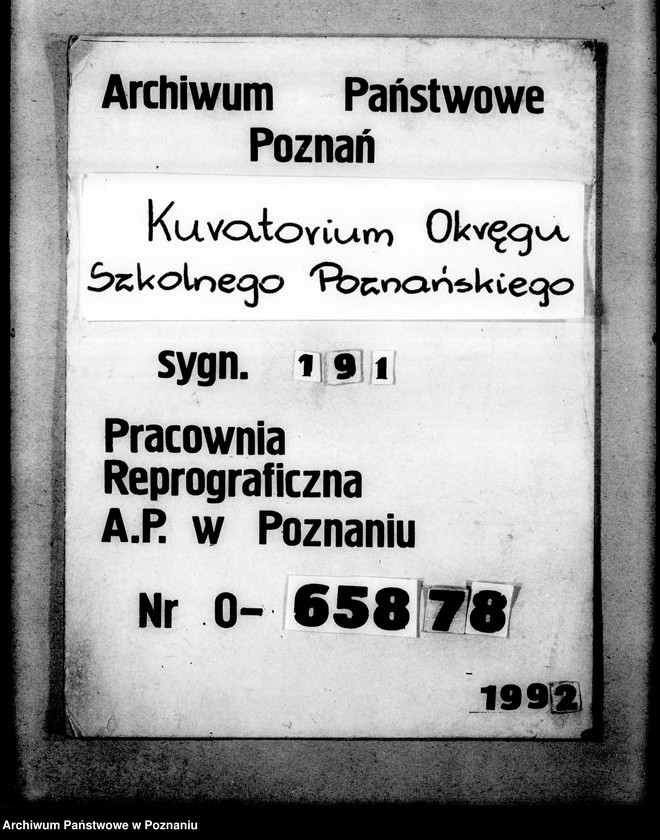 Archiwum Państwowe
Poznań
Kuratorium Okręgu
Szkolnego Poznańskiego
sygn. 191
Pracownia
Reprograficzna
A.P. w Poznaniu
Nr 0- 65878
1992
Archiwum Państwowe w Poznaniu